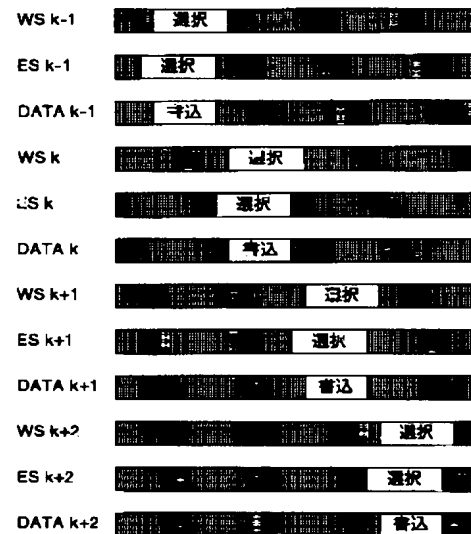 WS k-1 選択
ES k-1 選択
DATA k-1 書込
WS k 選択
ES k 選択
DATA k 書込
WS k+1 選択
ES k+1 選択
DATA k+1 書込
WS k+2 選択
ES k+2 選択
DATA k+2 書込